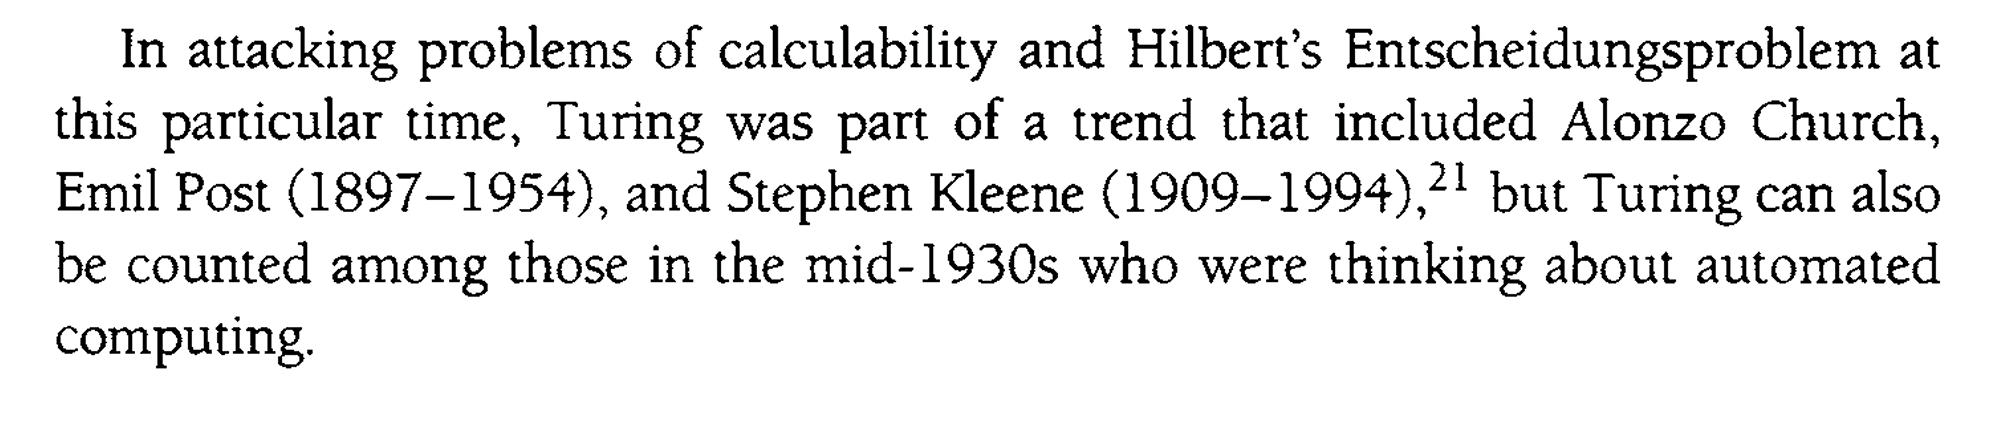 In attacking problems of calculability and Hilbert’s Entscheidungsproblem at
this particular time, Turing was part of a trend that included Alonzo Church,
Emil Post (1897–1954), and Stephen Kleene (1909–1994),²¹ but Turing can also
be counted among those in the mid-1930s who were thinking about automated
computing.